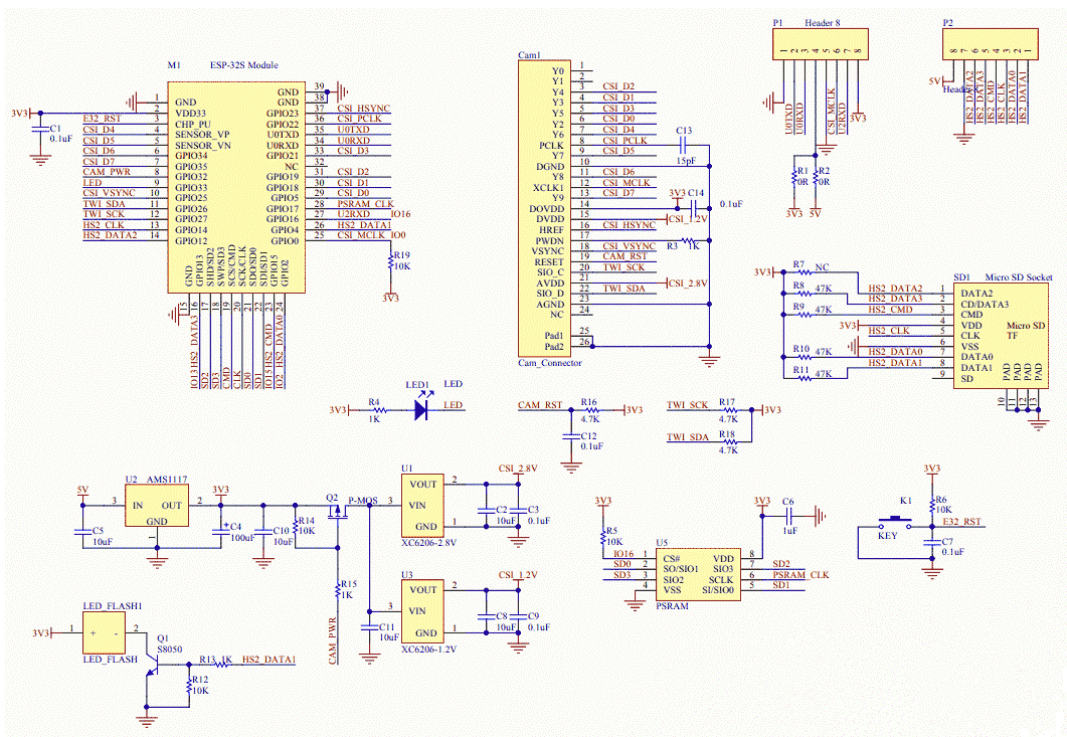 M1 ESP-32S Module
3V3
C1
0.1uF
E32_RST
CSI_D4
CSI_D5
CSI_D6
CSI_D7
CAM_PWR
LED
CSI_VSYNC
TWI_SDA
TWI_SCK
HS2_CLK
HS2_DATA2
1 GND
2 VDD33
3 CHP_PU
4 SENSOR_VP
5 SENSOR_VN
6 GPIO34
7 GPIO35
8 GPIO32
9 GPIO33
10 GPIO25
11 GPIO26
12 GPIO27
13 GPIO14
14 GPIO12
GND 39
GND 38
GPIO23 37 CSI_HSYNC
GPIO22 36 CSI_PCLK
U0TXD 35 U0TXD
U0RXD 34 U0RXD
GPIO21 33 CSI_D3
NC 32
GPIO19 31 CSI_D2
GPIO18 30 CSI_D1
GPIO5 29 CSI_D0
GPIO17 28 PSRAM_CLK
GPIO16 27 U2RXD IO16
GPIO4 26 HS2_DATA1
GPIO0 25 CSI_MCLK IO0
R19
10K
3V3
GND 15
GPIO13 16 IO13 HS2_DATA3
SHD/SD2 17 SD2
SWP/SD3 18 SD3
SCS/CMD 19 CMD
SCK/CLK 20 CLK
SDO/SD0 21 SD0
SDI/SD1 22 SD1
GPIO15 23 IO15 HS2_CMD
GPIO2 24 IO2 HS2_DATA0
Cam1
Y0 1
Y1 2
Y4 3 CSI_D2
Y3 4 CSI_D1
Y5 5 CSI_D3
Y2 6 CSI_D0
Y6 7 CSI_D4
PCLK 8 CSI_PCLK
Y7 9 CSI_D5
DGND 10
Y8 11 CSI_D6
XCLK1 12 CSI_MCLK
Y9 13 CSI_D7
DOVDD 14
DVDD 15 CSI_1.2V
HREF 16 CSI_HSYNC
PWDN 17
VSYNC 18 CSI_VSYNC
RESET 19 CAM_RST
SIO_C 20 TWI_SCK
AVDD 21 CSI_2.8V
SIO_D 22 TWI_SDA
AGND 23
NC 24
Pad1 25
Pad2 26
Cam_Connector
C13
15pF
3V3 C14
0.1uF
R3 1K
P1 Header 8
1 2 3 4 5 6 7 8
U0TXD
U0RXD
CSI_MCLK
U2RXD
3V3
R1
0R
R2
0R
3V3 5V
P2
8 7 6 5 4 3 2 1
5V
HS2_DATA2
HS2_DATA3
HS2_CMD
HS2_CLK
HS2_DATA0
HS2_DATA1
3V3
R7 NC
R8 47K
R9 47K
R10 47K
R11 47K
SD1 Micro SD Socket
HS2_DATA2 1 DATA2
HS2_DATA3 2 CD/DATA3
HS2_CMD 3 CMD
3V3 4 VDD
HS2_CLK 5 CLK
6 VSS
HS2_DATA0 7 DATA0
HS2_DATA1 8 DATA1
9 SD
Micro SD
TF
PAD PAD PAD PAD
10 11 12 13
3V3 R4
1K
LED1 LED
LED
CAM_RST R16
4.7K
3V3
C12
0.1uF
TWI_SCK R17
4.7K
3V3
TWI_SDA R18
4.7K
5V
C5
10uF
U2 AMS1117
3 IN OUT 2
GND
1
3V3
C4
100uF
C10
10uF
R14
10K
Q2 P-MOS
R15
1K
CAM_PWR
C11
10uF
U1
VOUT 2
3 VIN
GND 1
XC6206-2.8V
CSI_2.8V
C2
10uF
C3
0.1uF
U3
VOUT 2
3 VIN
GND 1
XC6206-1.2V
CSI_1.2V
C8
10uF
C9
0.1uF
3V3
R5
10K
U5
IO16 1 CS#
SD0 2 SO/SIO1
SD3 3 SIO2
4 VSS
VDD 8
SIO3 7 SD2
SCLK 6 PSRAM_CLK
SI/SIO0 5 SD1
PSRAM
3V3 C6
1uF
3V3
R6
10K
K1
KEY
E32_RST
C7
0.1uF
LED_FLASH1
3V3 1 + - 2
LED_FLASH
Q1
S8050
R13 1K HS2_DATA1
R12
10K